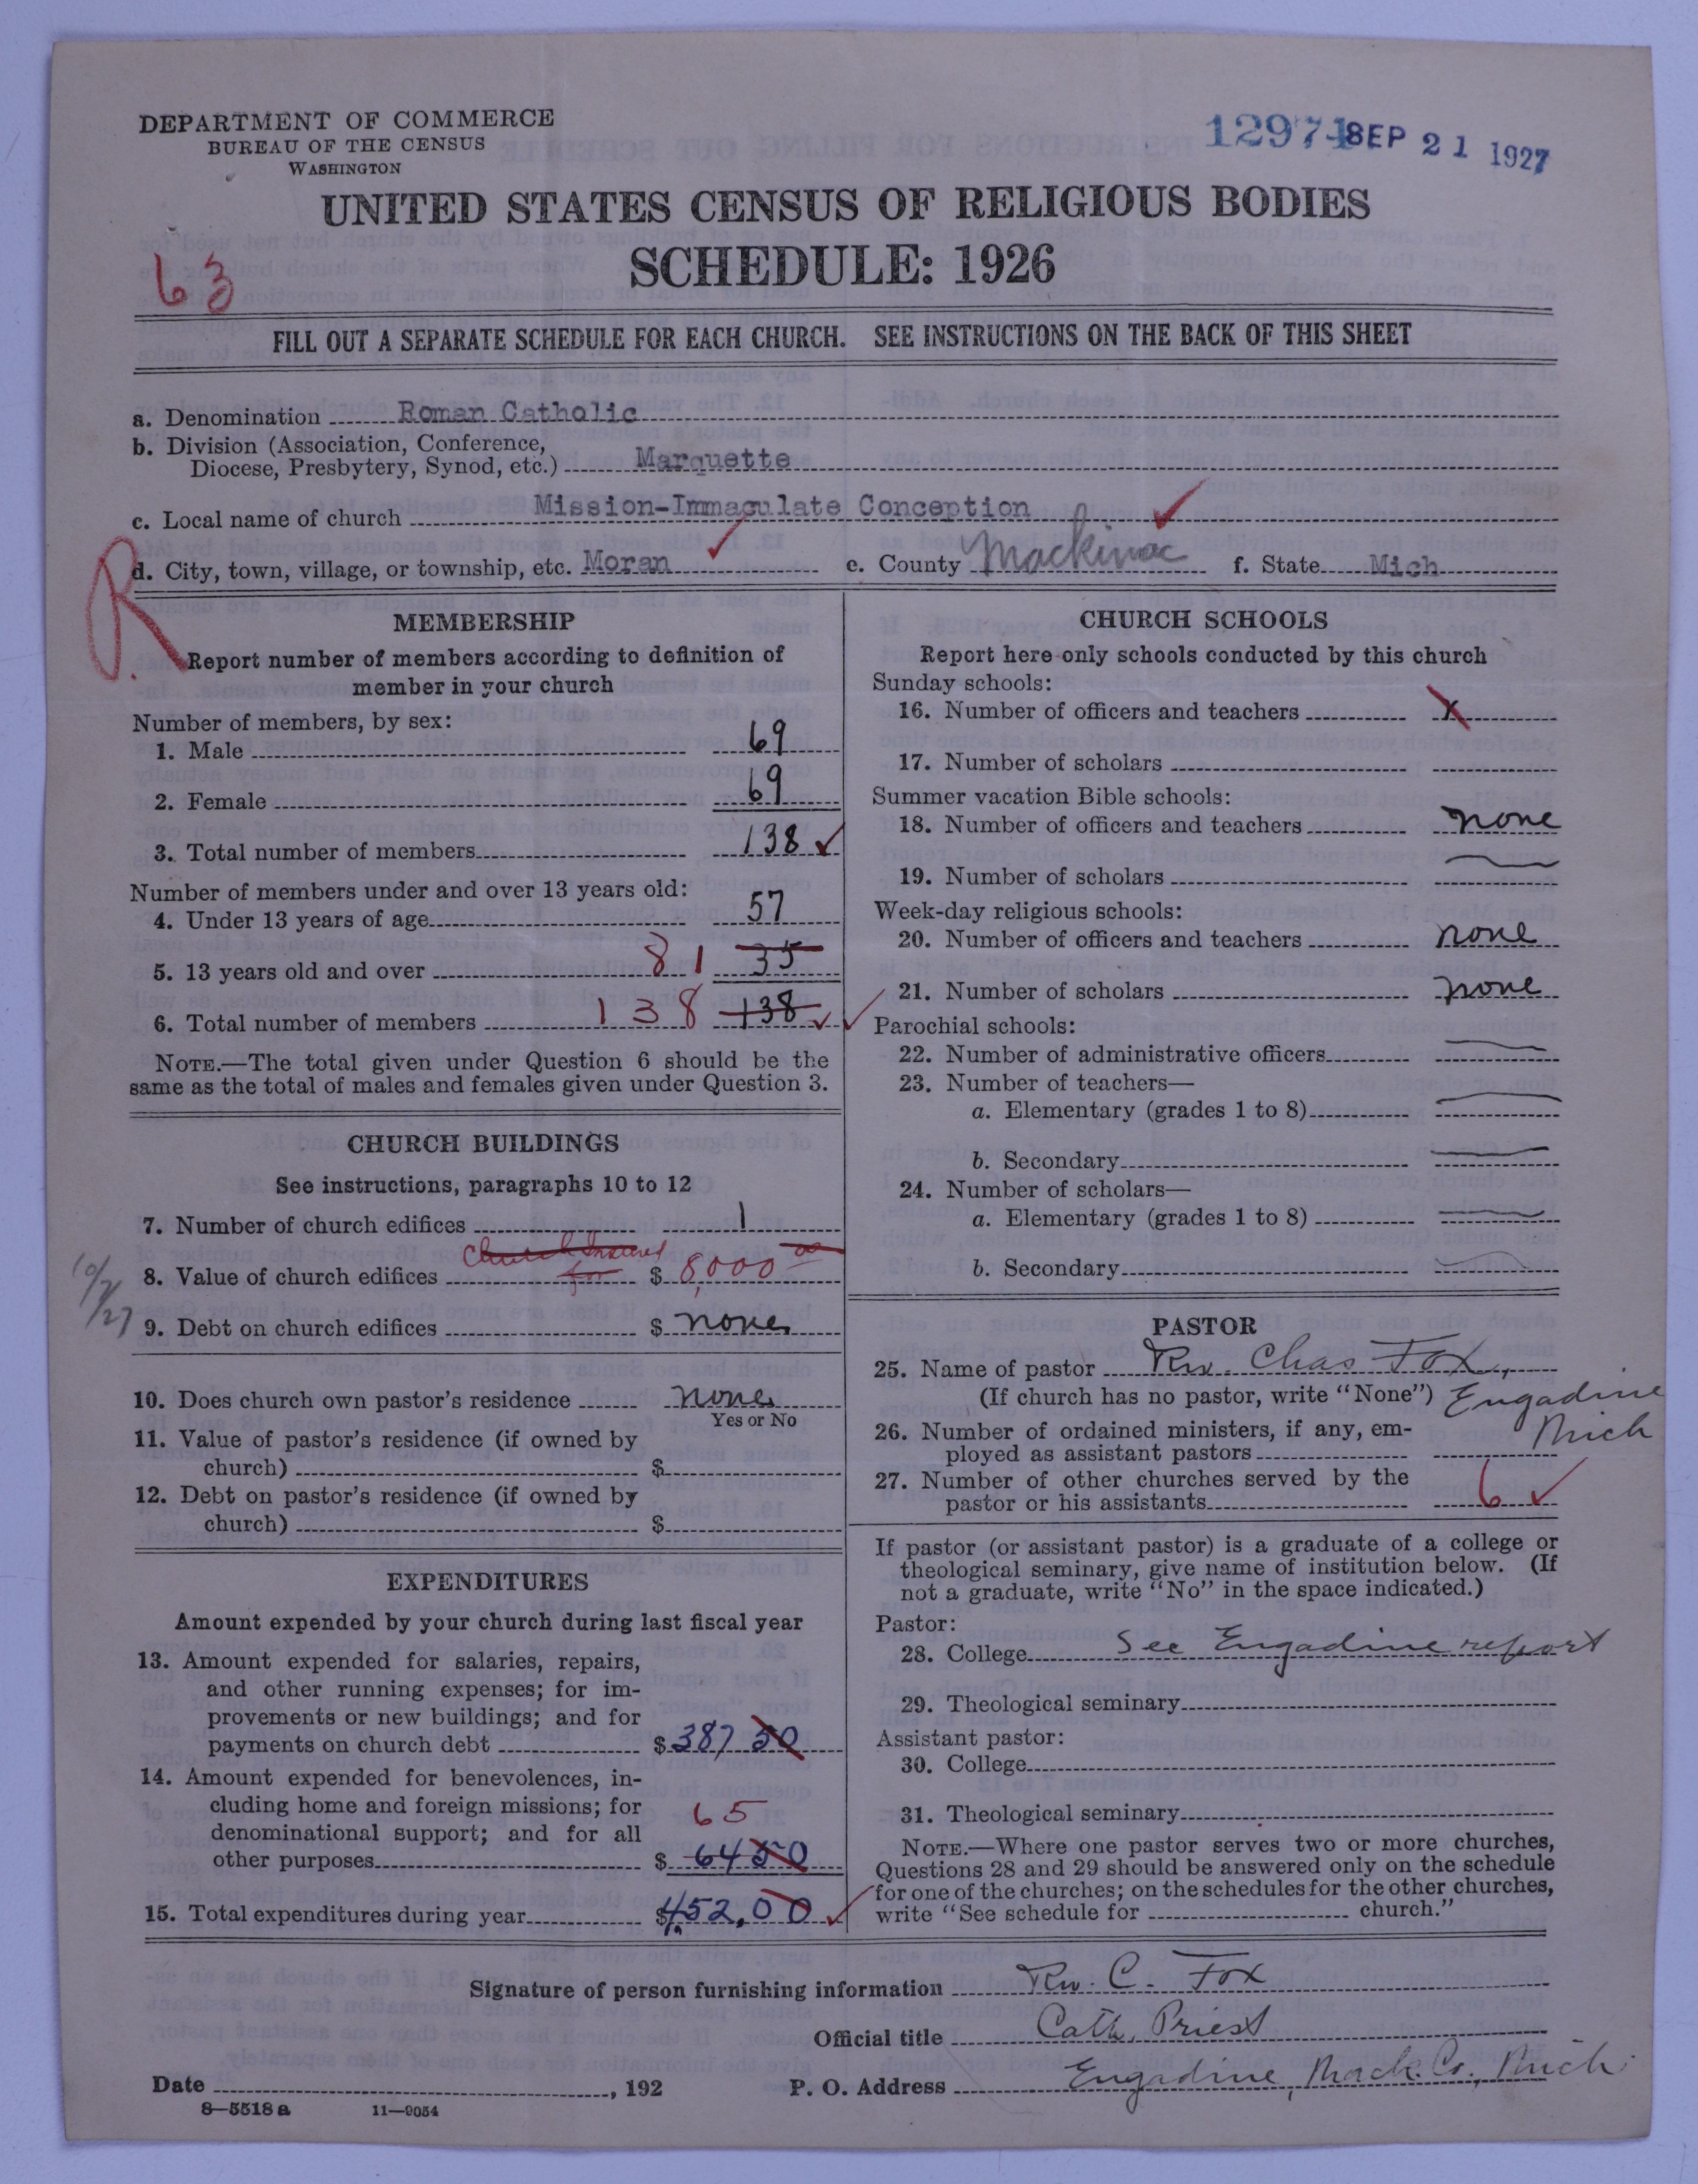 DEPARTMENT OF COMMERCE
BUREAU OF THE CENSUS
WASHINGTON
12974 SEP 21 1927
UNITED STATES CENSUS OF RELIGIOUS BODIES
SCHEDULE: 1926
63
FILL OUT A SEPARATE SCHEDULE FOR EACH CHURCH. SEE INSTRUCTIONS ON THE BACK OF THIS SHEET
a. Denomination Roman Catholic
b. Division (Association, Conference,
Diocese, Presbytery, Synod, etc.) Marquette
c. Local name of church Mission-Immaculate Conception
d. City, town, village, or township, etc. Moran e. County Mackinac f. State Mich
R.
MEMBERSHIP
Report number of members according to definition of
member in your church
Number of members, by sex:
1. Male 69
2. Female 69
3. Total number of members 138 ✓
Number of members under and over 13 years old:
4. Under 13 years of age 57
5. 13 years old and over 81 35
6. Total number of members 138 138 ✓
NOTE.—The total given under Question 6 should be the
same as the total of males and females given under Question 3.
CHURCH BUILDINGS
See instructions, paragraphs 10 to 12
7. Number of church edifices 1
Church Insured
8. Value of church edifices for $ 8,000 00
10/7/27
9. Debt on church edifices $ none
10. Does church own pastor's residence none
Yes or No
11. Value of pastor's residence (if owned by
church) $
12. Debt on pastor's residence (if owned by
church) $
EXPENDITURES
Amount expended by your church during last fiscal year
13. Amount expended for salaries, repairs,
and other running expenses; for im-
provements or new buildings; and for
payments on church debt $ 387 50
14. Amount expended for benevolences, in-
cluding home and foreign missions; for 65
denominational support; and for all
other purposes $ 64 50
15. Total expenditures during year $ 452.00 ✓
CHURCH SCHOOLS
Report here only schools conducted by this church
Sunday schools:
16. Number of officers and teachers X
17. Number of scholars
Summer vacation Bible schools:
18. Number of officers and teachers none
19. Number of scholars
Week-day religious schools:
20. Number of officers and teachers none
21. Number of scholars none
Parochial schools:
22. Number of administrative officers
23. Number of teachers—
a. Elementary (grades 1 to 8)
b. Secondary
24. Number of scholars—
a. Elementary (grades 1 to 8)
b. Secondary
PASTOR
25. Name of pastor Rev. Chas Fox,
(If church has no pastor, write "None") Engadine
Mich
26. Number of ordained ministers, if any, em-
ployed as assistant pastors
27. Number of other churches served by the
pastor or his assistants 6 ✓
If pastor (or assistant pastor) is a graduate of a college or
theological seminary, give name of institution below. (If
not a graduate, write "No" in the space indicated.)
Pastor:
28. College See Engadine report
29. Theological seminary
Assistant pastor:
30. College
31. Theological seminary
NOTE.—Where one pastor serves two or more churches,
Questions 28 and 29 should be answered only on the schedule
for one of the churches; on the schedules for the other churches,
write "See schedule for church."
Signature of person furnishing information Rev. C. Fox
Official title Cath. Priest
Date , 192 P. O. Address Engadine, Mack. Co., Mich.
8—5518a 11—9054